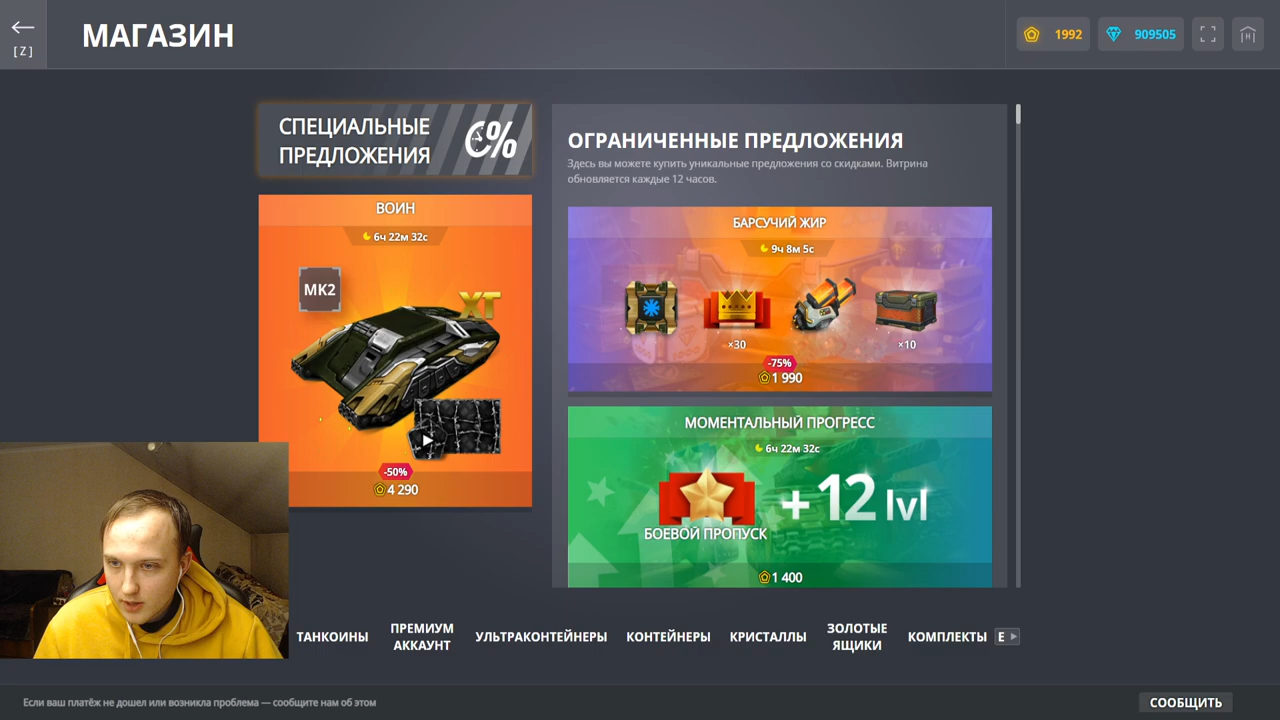 [Z]
МАГАЗИН
1992
909505
СПЕЦИАЛЬНЫЕ
ПРЕДЛОЖЕНИЯ
%
ВОИН
6ч 22м 32с
МК2
XT
-50%
4 290
ОГРАНИЧЕННЫЕ ПРЕДЛОЖЕНИЯ
Здесь вы можете купить уникальные предложения со скидками. Витрина
обновляется каждые 12 часов.
БАРСУЧИЙ ЖИР
9ч 8м 5с
×30
×10
-75%
1 990
МОМЕНТАЛЬНЫЙ ПРОГРЕСС
6ч 22м 32с
+ 12 lvl
БОЕВОЙ ПРОПУСК
1 400
ТАНКОИНЫ
ПРЕМИУМ
АККАУНТ
УЛЬТРАКОНТЕЙНЕРЫ
КОНТЕЙНЕРЫ
КРИСТАЛЛЫ
ЗОЛОТЫЕ
ЯЩИКИ
КОМПЛЕКТЫ
E
Если ваш платёж не дошел или возникла проблема — сообщите нам об этом
СООБЩИТЬ